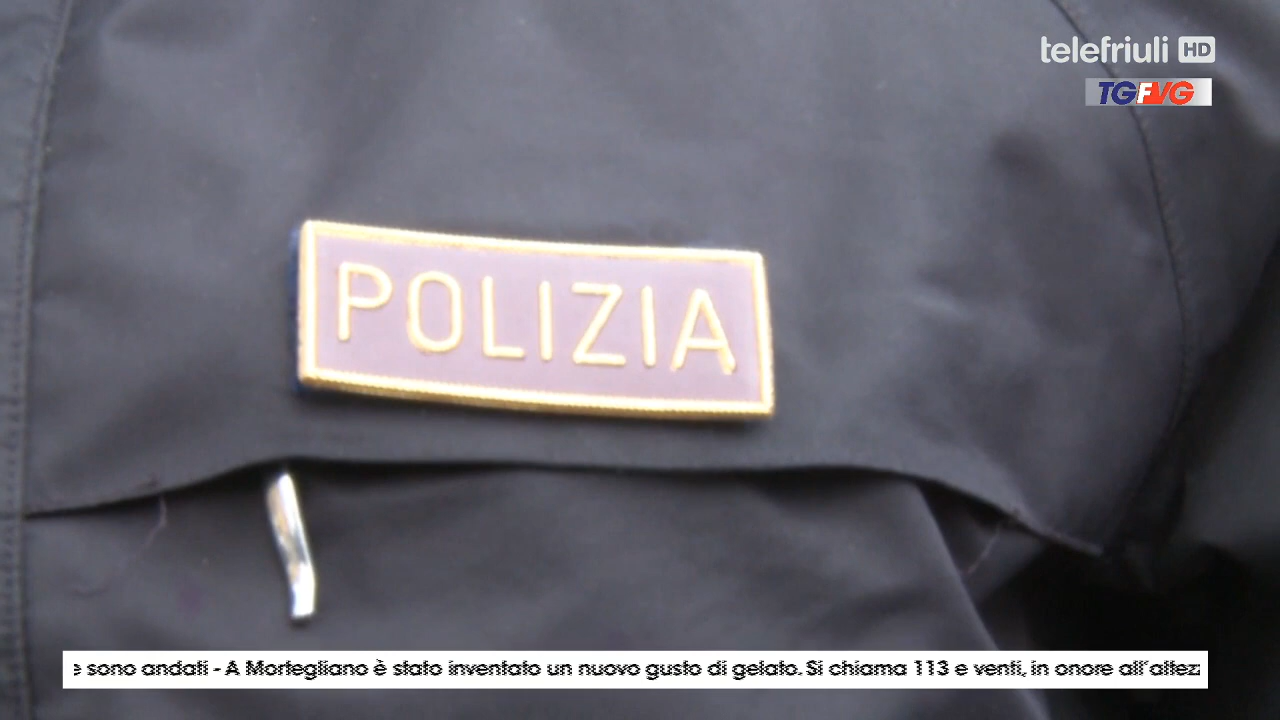 telefriuli HD
TGFVG
POLIZIA
e sono andati - A Mortegliano è stato inventato un nuovo gusto di gelato. Si chiama 113 e venti, in onore all'altez